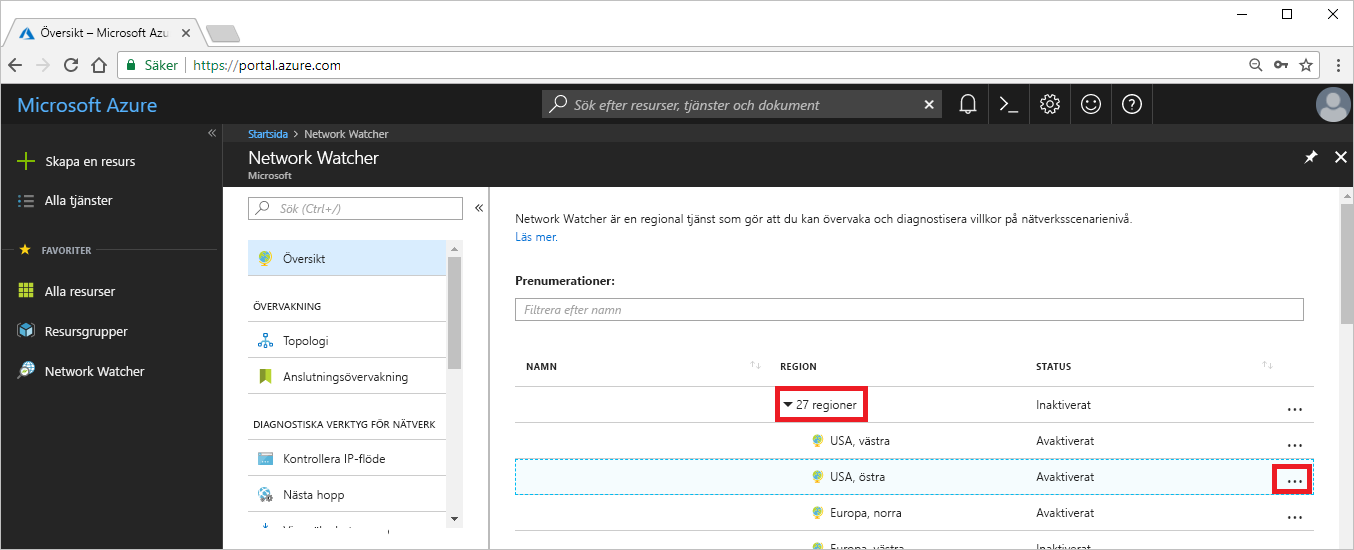 Översikt – Microsoft Azu
Säker https://portal.azure.com
Microsoft Azure
Sök efter resurser, tjänster och dokument
Startsida > Network Watcher
Network Watcher
Microsoft
Skapa en resurs
Alla tjänster
FAVORITER
Alla resurser
Resursgrupper
Network Watcher
Sök (Ctrl+/)
Översikt
ÖVERVAKNING
Topologi
Anslutningsövervakning
DIAGNOSTISKA VERKTYG FÖR NÄTVERK
Kontrollera IP-flöde
Nästa hopp
Network Watcher är en regional tjänst som gör att du kan övervaka och diagnostisera villkor på nätverksscenarienivå.
Läs mer.
Prenumerationer:
Filtrera efter namn
NAMN REGION STATUS
27 regioner Inaktiverat ...
USA, västra Avaktiverat ...
USA, östra Avaktiverat ...
Europa, norra Avaktiverat ...
Europa, västra Inaktiverat